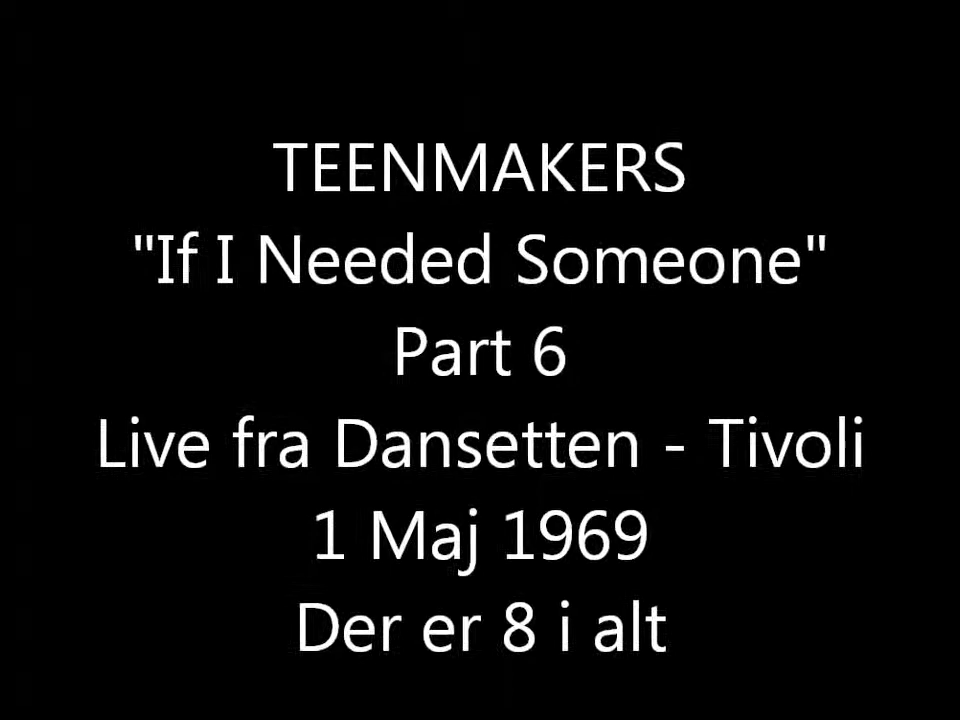 TEENMAKERS
"If I Needed Someone"
Part 6
Live fra Dansetten - Tivoli
1 Maj 1969
Der er 8 i alt